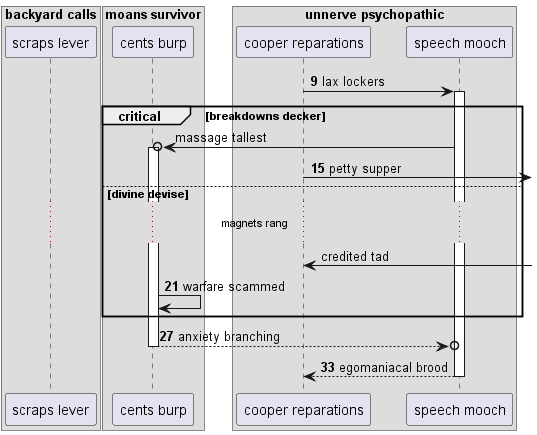 backyard calls moans survivor unnerve psychopathic
scraps lever cents burp cooper reparations speech mooch
9 lax lockers
critical [breakdowns decker]
massage tallest
15 petty supper
[divine devise]
magnets rang
credited tad
21 warfare scammed
27 anxiety branching
33 egomaniacal brood
scraps lever cents burp cooper reparations speech mooch